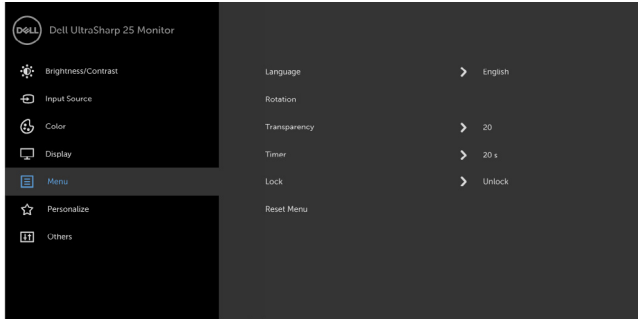 DELL Dell UltraSharp 25 Monitor
Brightness/Contrast
Language English
Input Source
Rotation
Color
Transparency 20
Display
Timer 20 s
Menu
Lock Unlock
Personalize
Reset Menu
Others